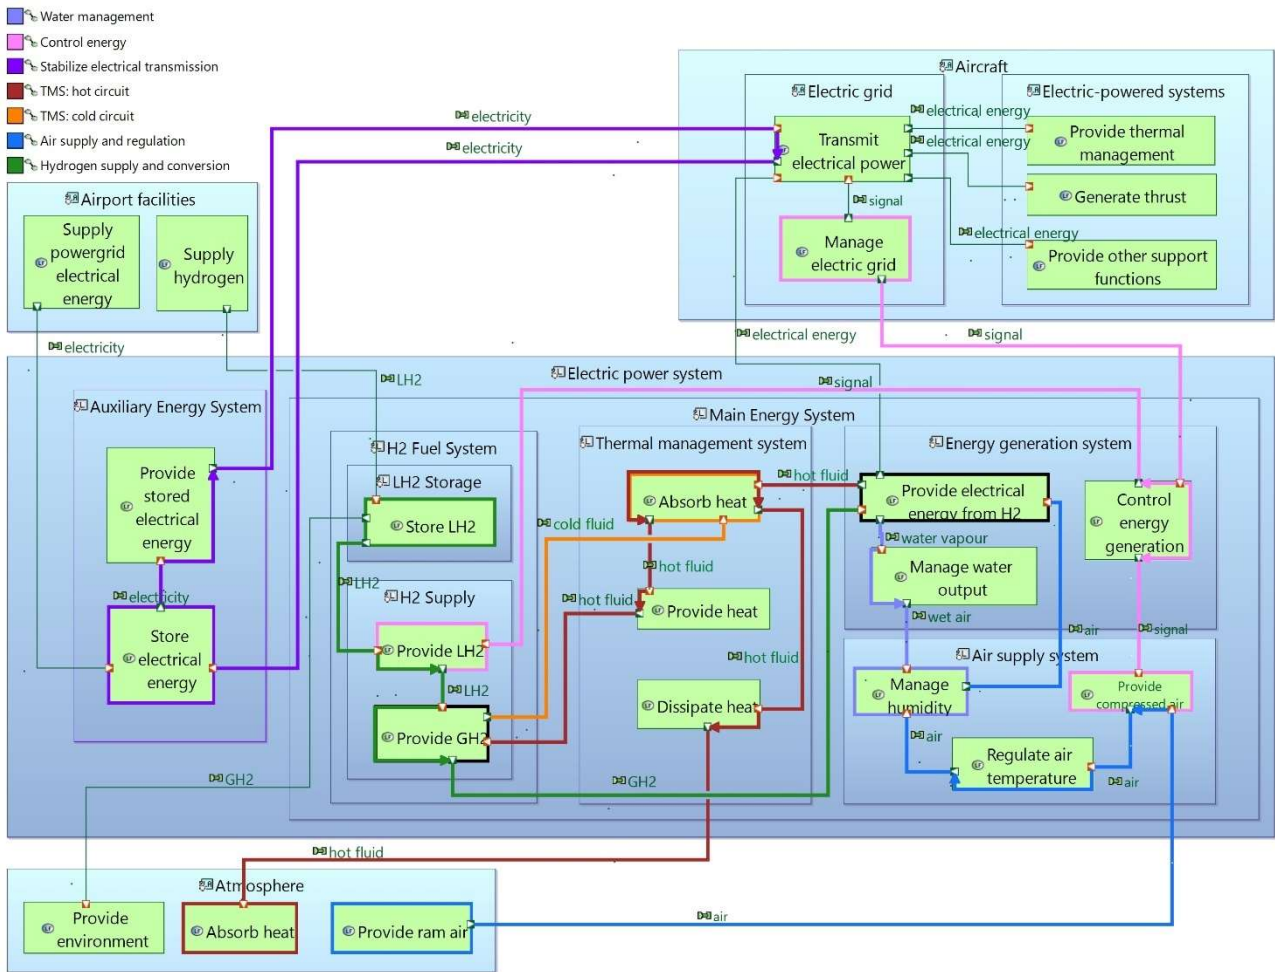 Water management
Control energy
Stabilize electrical transmission
TMS: hot circuit
TMS: cold circuit
Air supply and regulation
Hydrogen supply and conversion
Aircraft
Electric grid
Electric-powered systems
electricity
electricity
electrical energy
electrical energy
Transmit
electrical power
Provide thermal
management
Generate thrust
signal
electrical energy
Manage
electric grid
Provide other support
functions
Airport facilities
Supply
powergrid
electrical
energy
Supply
hydrogen
electricity
LH2
electrical energy
signal
Electric power system
signal
Auxiliary Energy System
Main Energy System
H2 Fuel System
Thermal management system
Energy generation system
Provide
stored
electrical
energy
LH2 Storage
Store LH2
Absorb heat
hot fluid
Provide electrical
energy from H2
Control
energy
generation
cold fluid
water vapour
Manage water
output
hot fluid
LH2
electricity
H2 Supply
hot fluid
Provide heat
wet air
air
signal
Store
electrical
energy
Provide LH2
hot fluid
Air supply system
LH2
Dissipate heat
Manage
humidity
Provide
compressed air
Provide GH2
air
Regulate air
temperature
GH2
GH2
air
hot fluid
Atmosphere
Provide
environment
Absorb heat
Provide ram air
air